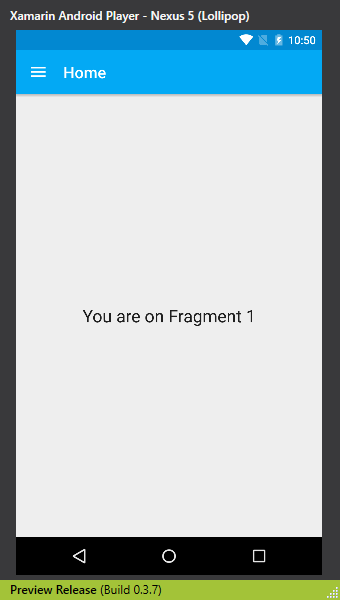 Xamarin Android Player - Nexus 5 (Lollipop)
10:50
Home
You are on Fragment 1
Preview Release (Build 0.3.7)